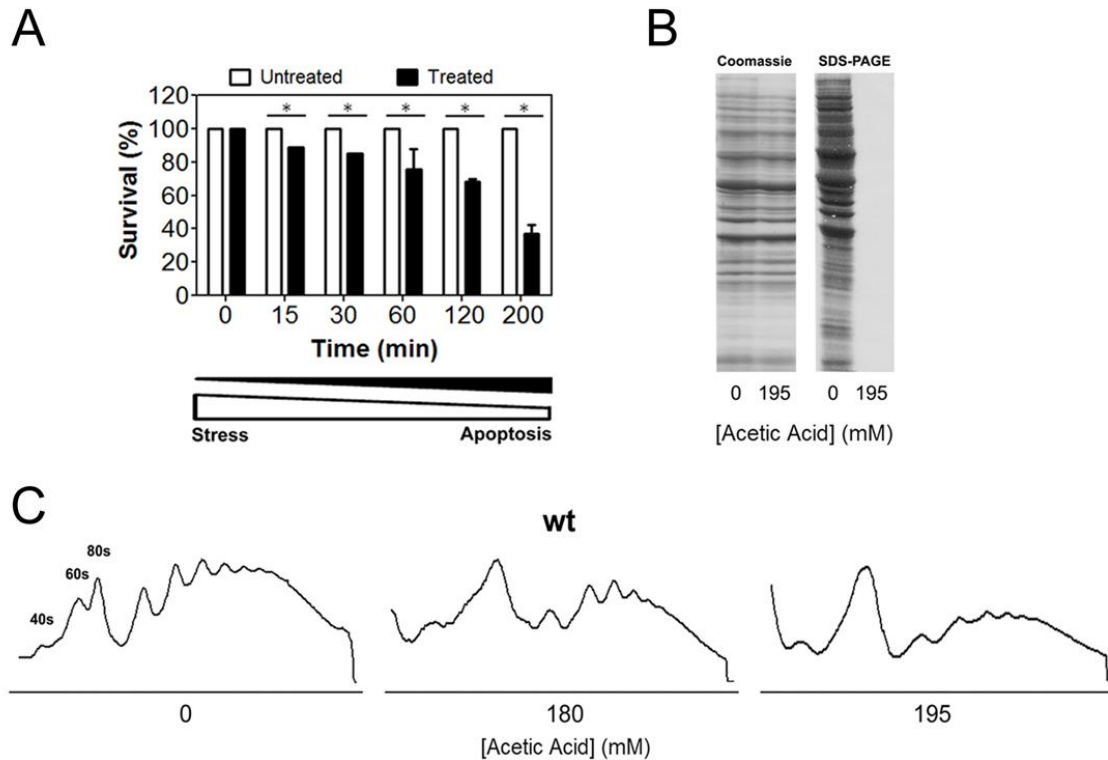 A
Untreated Treated
120
100
80
60
40
20
0
Survival (%)
* * * * *
0 15 30 60 120 200
Time (min)
Stress Apoptosis
B
Coomassie SDS-PAGE
0 195 0 195
[Acetic Acid] (mM)
C
wt
80s
60s
40s
0 180 195
[Acetic Acid] (mM)